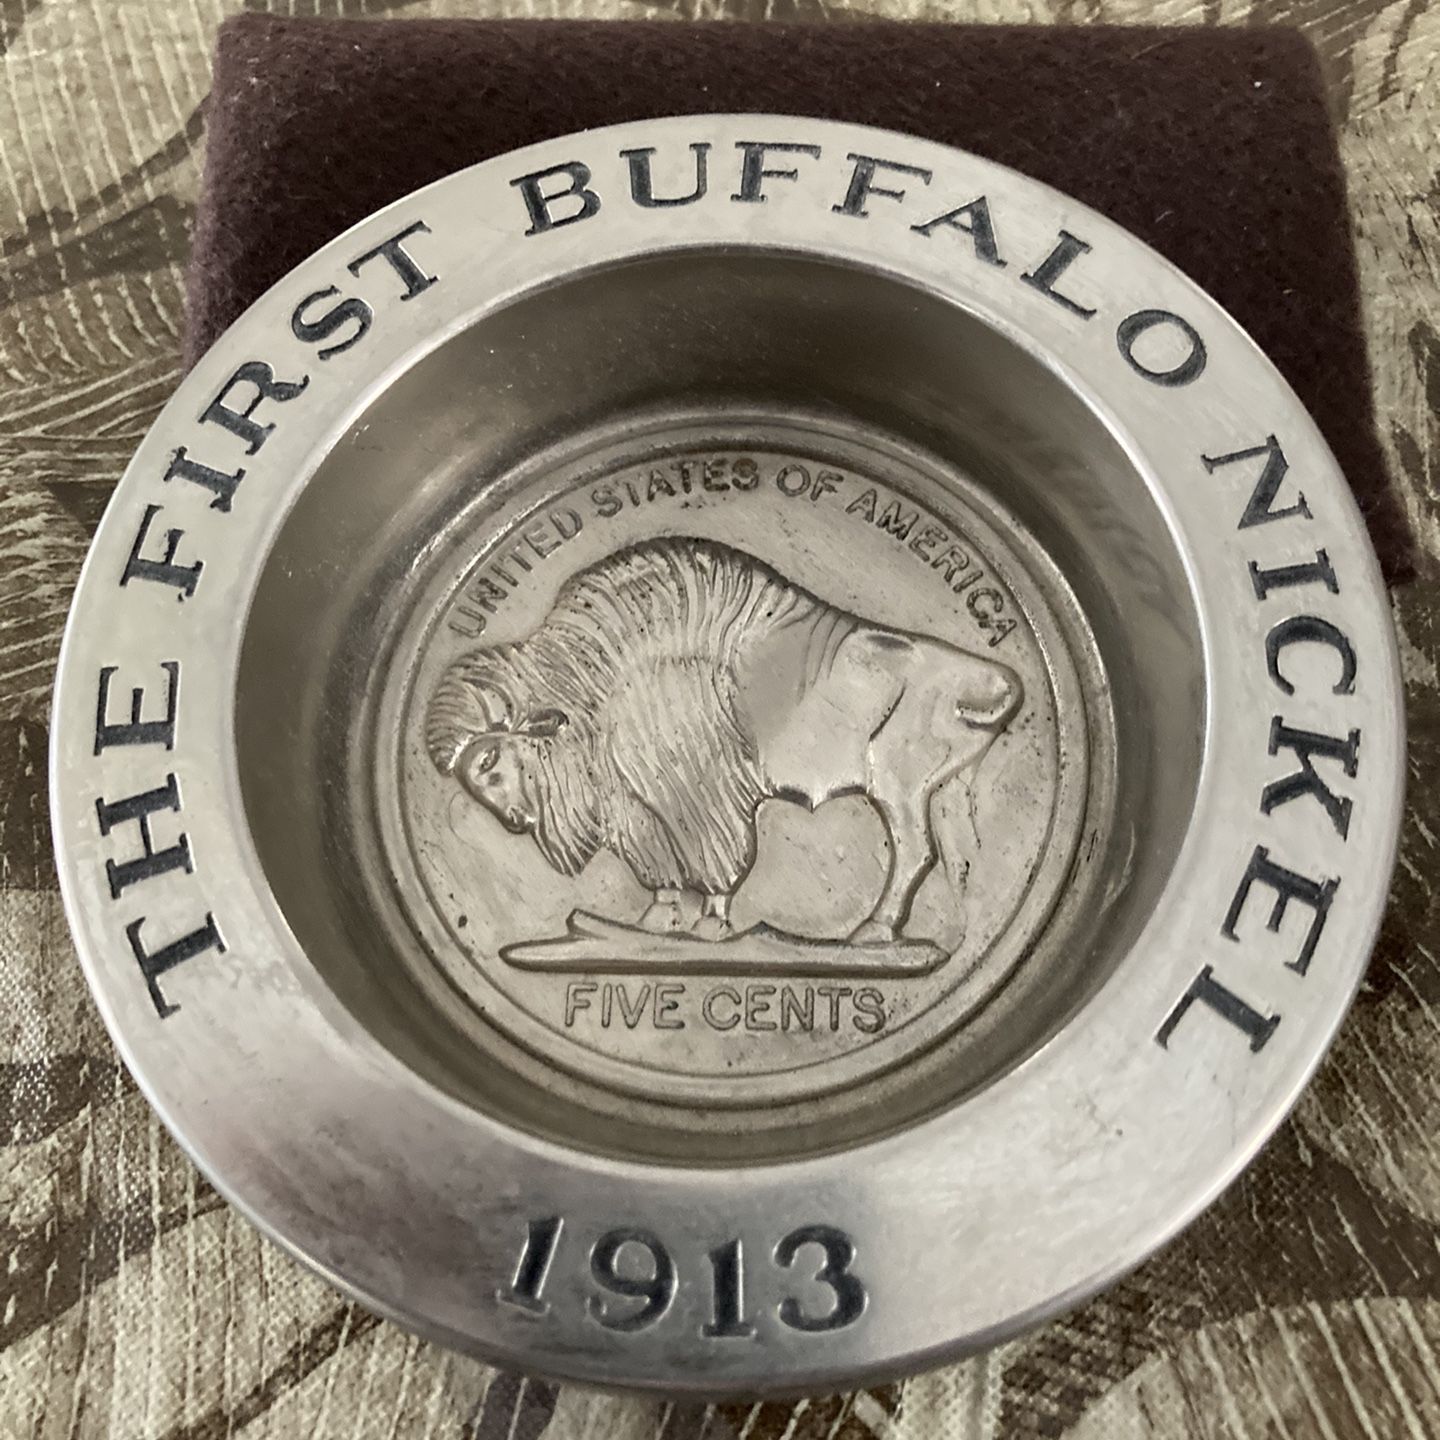 THE FIRST BUFFALO NICKEL
UNITED STATES OF AMERICA
FIVE CENTS
1913